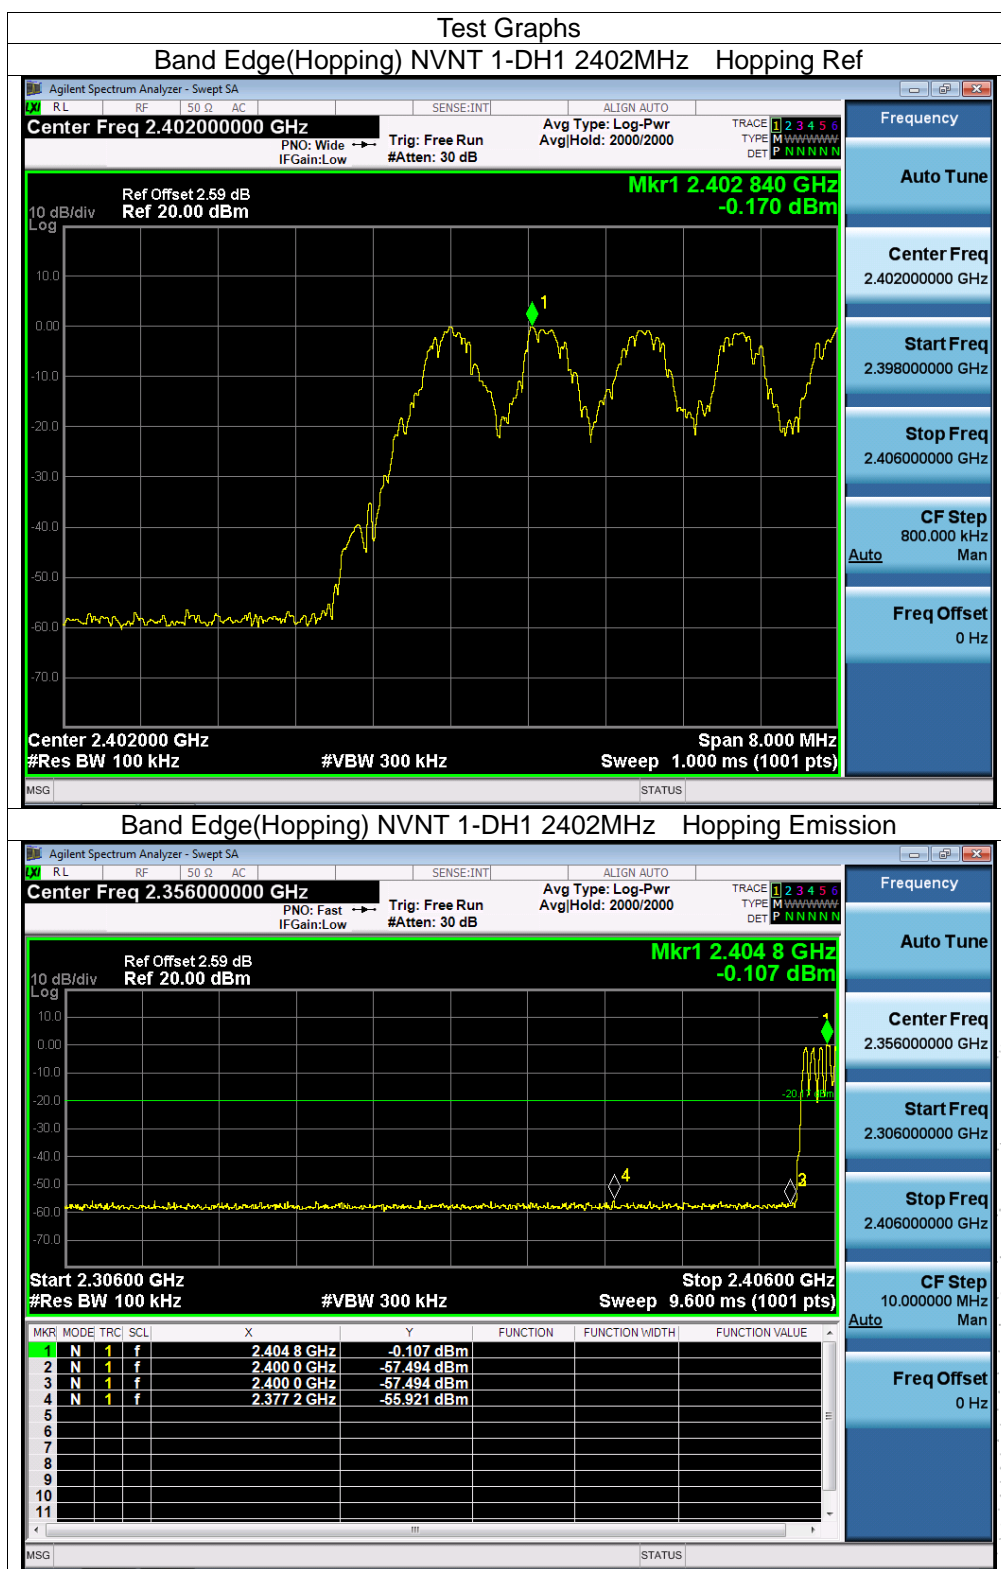 Test Graphs
Band Edge(Hopping) NVNT 1-DH1 2402MHz Hopping Ref
Agilent Spectrum Analyzer - Swept SA
LXI RL RF 50 Ω AC SENSE:INT ALIGN AUTO
Center Freq 2.402000000 GHz
PNO: Wide
IFGain:Low
Trig: Free Run
#Atten: 30 dB
Avg Type: Log-Pwr
Avg|Hold: 2000/2000
TRACE 1 2 3 4 5 6
TYPE M WWWWW
DET P N N N N N
Frequency
Ref Offset 2.59 dB
Ref 20.00 dBm
10 dB/div
Log
Mkr1 2.402 840 GHz
-0.170 dBm
10.0
0.00
-10.0
-20.0
-30.0
-40.0
-50.0
-60.0
-70.0
1
Center 2.402000 GHz
Span 8.000 MHz
#Res BW 100 kHz
#VBW 300 kHz
Sweep 1.000 ms (1001 pts)
Auto Tune
Center Freq
2.402000000 GHz
Start Freq
2.398000000 GHz
Stop Freq
2.406000000 GHz
CF Step
800.000 kHz
Auto Man
Freq Offset
0 Hz
MSG STATUS
Band Edge(Hopping) NVNT 1-DH1 2402MHz Hopping Emission
Agilent Spectrum Analyzer - Swept SA
LXI RL RF 50 Ω AC SENSE:INT ALIGN AUTO
Center Freq 2.356000000 GHz
PNO: Fast
IFGain:Low
Trig: Free Run
#Atten: 30 dB
Avg Type: Log-Pwr
Avg|Hold: 2000/2000
TRACE 1 2 3 4 5 6
TYPE M WWWWW
DET P N N N N N
Frequency
Ref Offset 2.59 dB
Ref 20.00 dBm
10 dB/div
Log
Mkr1 2.404 8 GHz
-0.107 dBm
10.0
0.00
-10.0
-20.0
-30.0
-40.0
-50.0
-60.0
-70.0
1
-20.17 dBm
4
3
Start 2.30600 GHz
Stop 2.40600 GHz
#Res BW 100 kHz
#VBW 300 kHz
Sweep 9.600 ms (1001 pts)
MKR MODE TRC SCL X Y FUNCTION FUNCTION WIDTH FUNCTION VALUE
1 N 1 f 2.404 8 GHz -0.107 dBm
2 N 1 f 2.400 0 GHz -57.494 dBm
3 N 1 f 2.400 0 GHz -57.494 dBm
4 N 1 f 2.377 2 GHz -55.921 dBm
5
6
7
8
9
10
11
Auto Tune
Center Freq
2.356000000 GHz
Start Freq
2.306000000 GHz
Stop Freq
2.406000000 GHz
CF Step
10.000000 MHz
Auto Man
Freq Offset
0 Hz
MSG STATUS